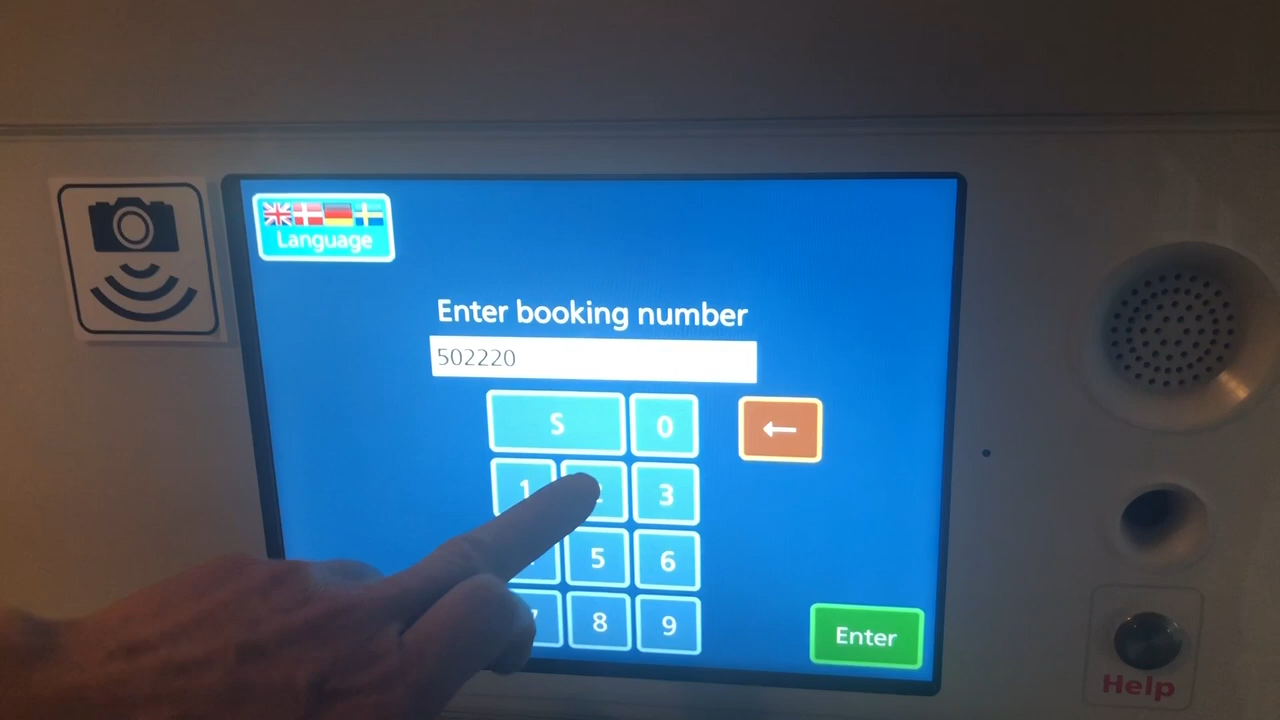 Language
Enter booking number
502220
S 0 ←
1 3
5 6
8 9
Enter
Help